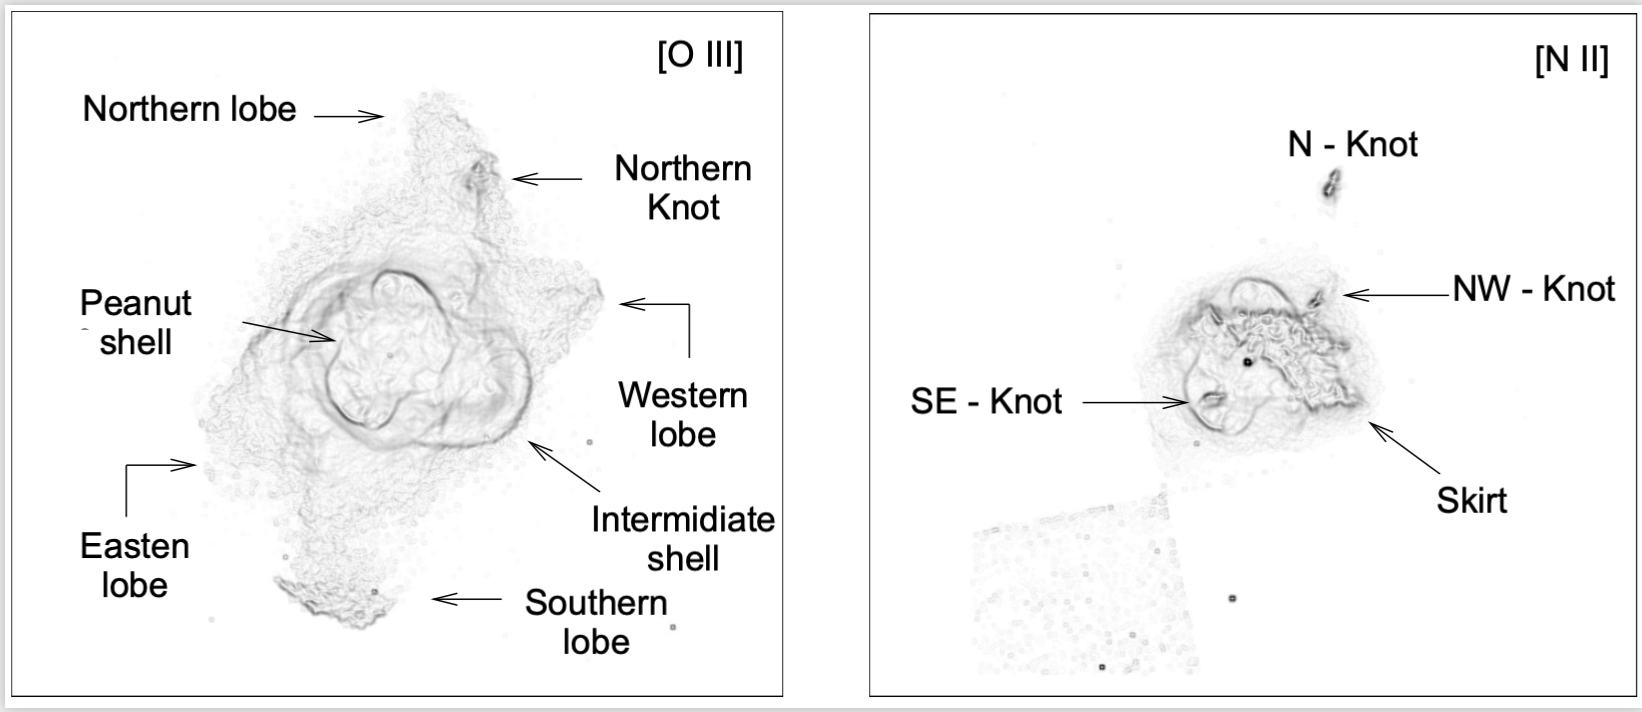 [O III]
Northern lobe
Northern
Knot
Peanut
shell
Western
lobe
Intermidiate
shell
Easten
lobe
Southern
lobe
[N II]
N - Knot
NW - Knot
SE - Knot
Skirt